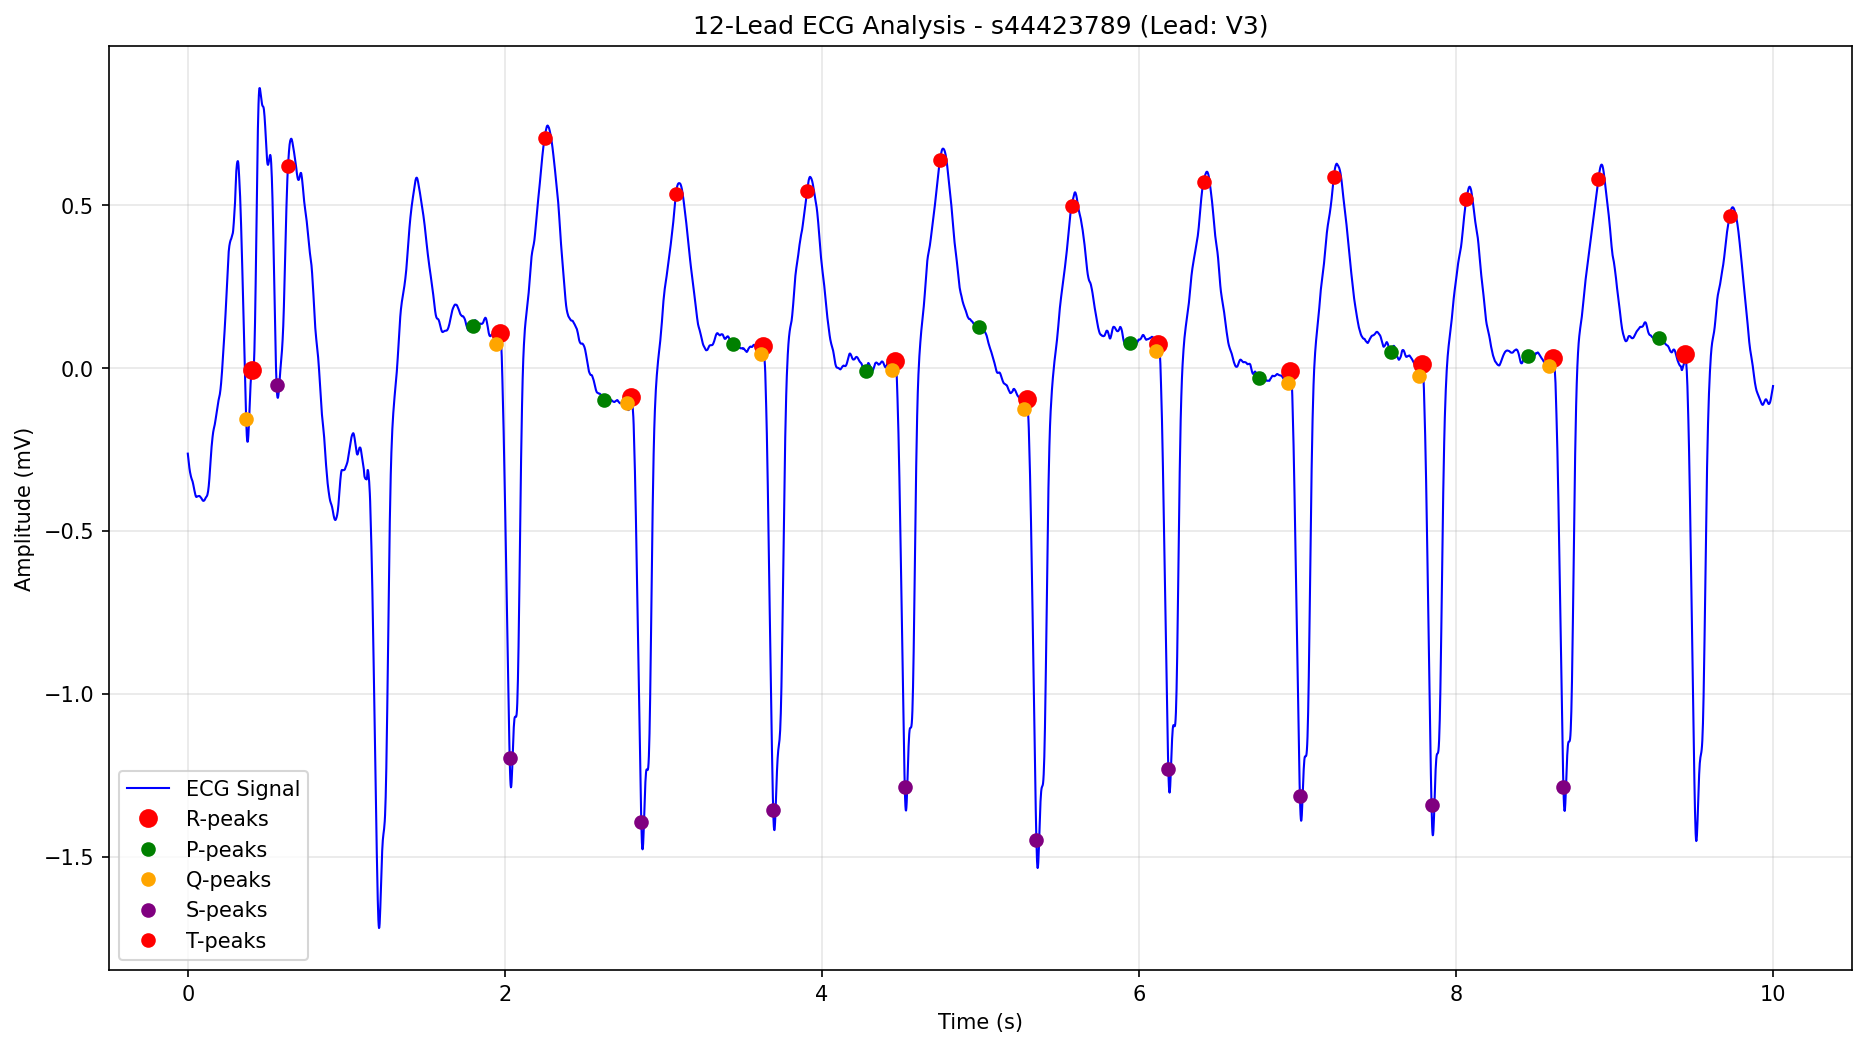 12-Lead ECG Analysis - s44423789 (Lead: V3)
Amplitude (mV)
0.5
0.0
−0.5
−1.0
−1.5
ECG Signal
R-peaks
P-peaks
Q-peaks
S-peaks
T-peaks
0 2 4 6 8 10
Time (s)